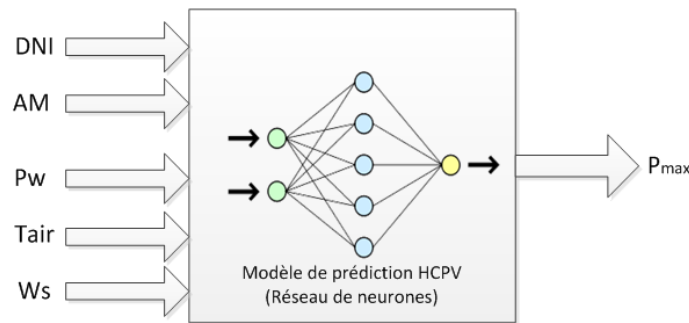 DNI
AM
Pw
Tair
Ws
Modèle de prédiction HCPV
(Réseau de neurones)
Pmax